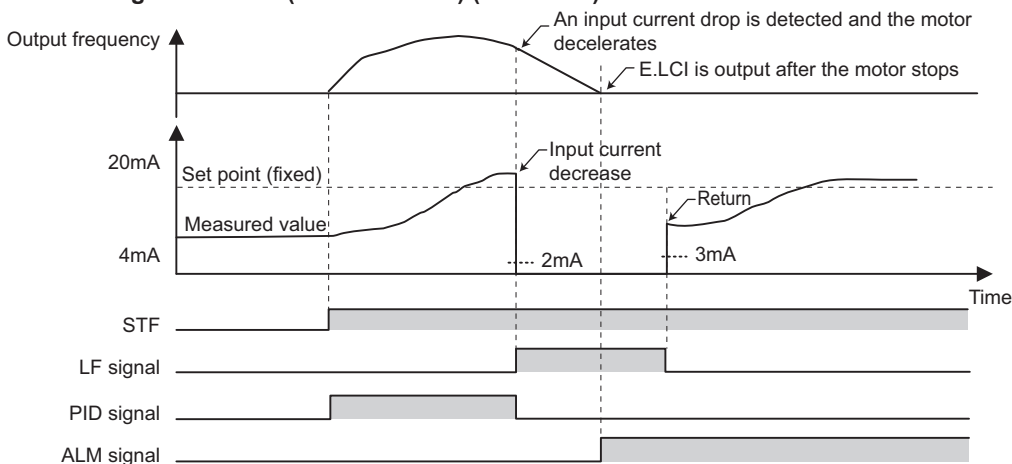 An input current drop is detected and the motor
decelerates
Output frequency
E.LCI is output after the motor stops
20mA
Input current
decrease
Set point (fixed)
Return
Measured value
4mA
2mA
3mA
Time
STF
LF signal
PID signal
ALM signal